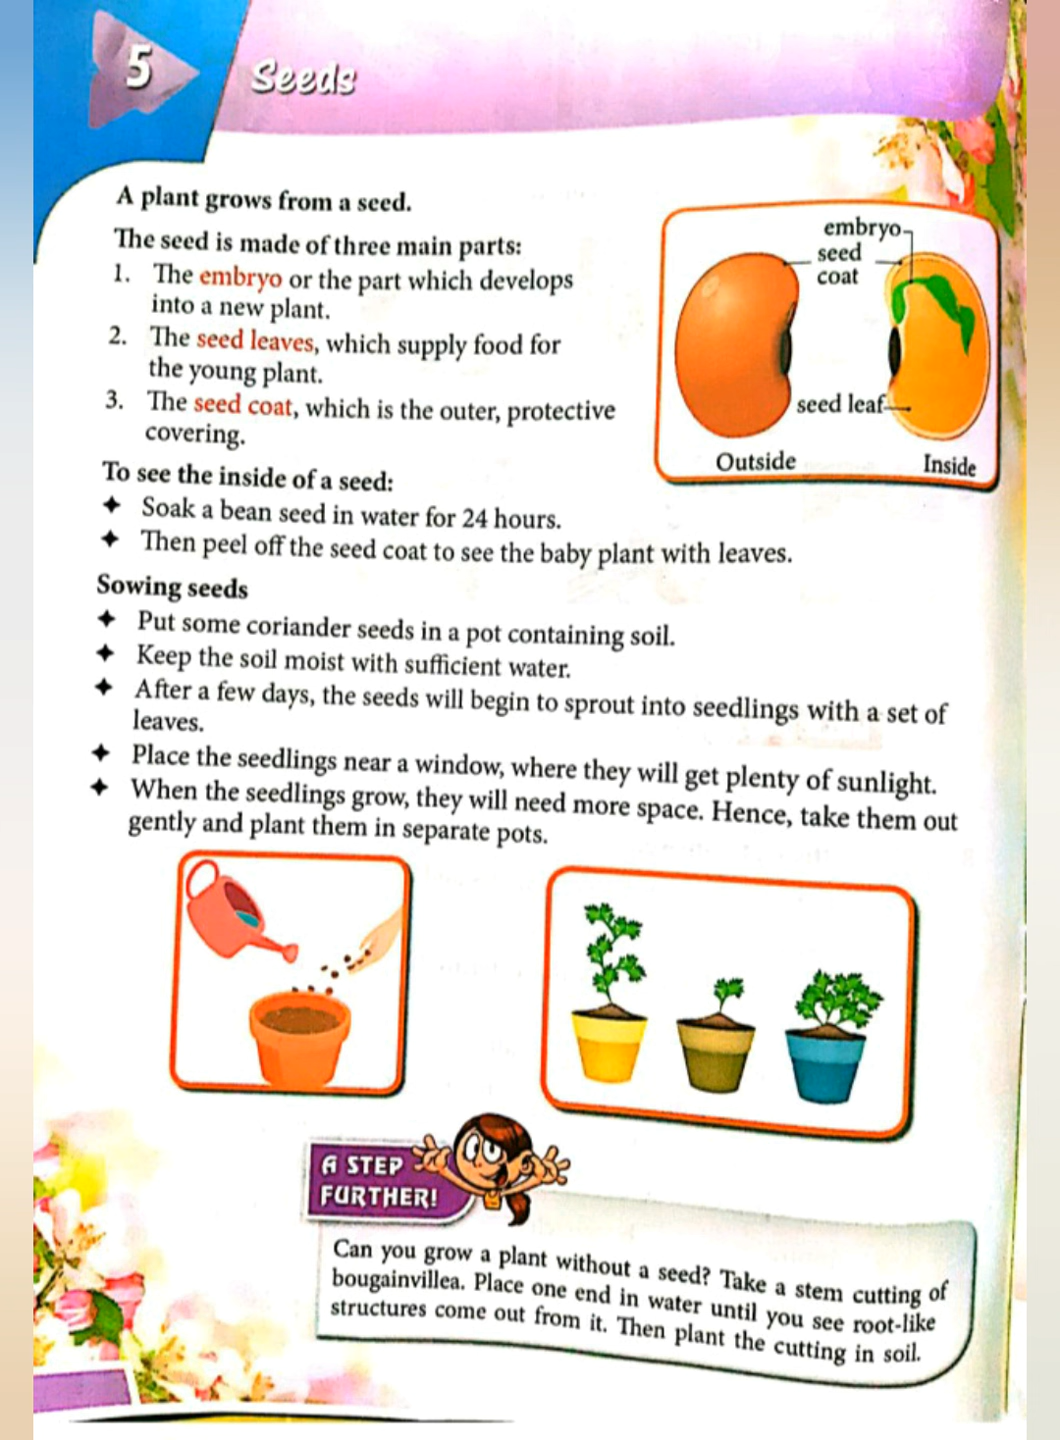 5
Seeds
A plant grows from a seed.
The seed is made of three main parts:
1. The embryo or the part which develops
into a new plant.
2. The seed leaves, which supply food for
the young plant.
3. The seed coat, which is the outer, protective
covering.
embryo
seed
coat
seed leaf
Outside
Inside
To see the inside of a seed:
✦ Soak a bean seed in water for 24 hours.
✦ Then peel off the seed coat to see the baby plant with leaves.
Sowing seeds
✦ Put some coriander seeds in a pot containing soil.
✦ Keep the soil moist with sufficient water.
✦ After a few days, the seeds will begin to sprout into seedlings with a set of
leaves.
✦ Place the seedlings near a window, where they will get plenty of sunlight.
✦ When the seedlings grow, they will need more space. Hence, take them out
gently and plant them in separate pots.
A STEP
FURTHER!
Can you grow a plant without a seed? Take a stem cutting of
bougainvillea. Place one end in water until you see root-like
structures come out from it. Then plant the cutting in soil.